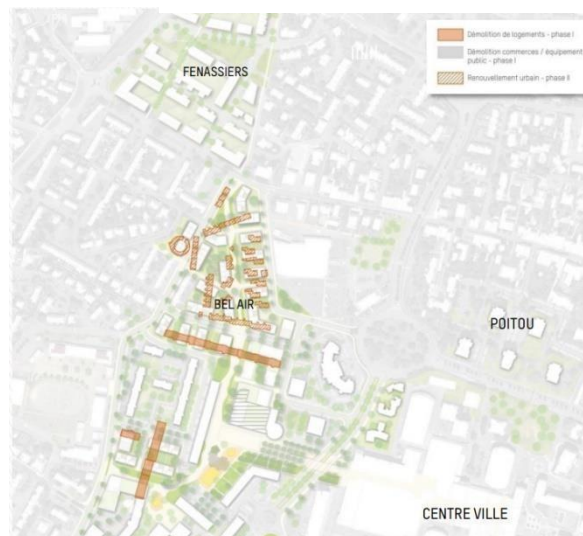 Démolition de logements - phase I
Démolition commerces / équipement
public - phase I
Renouvellement urbain - phase II
FENASSIERS
BEL AIR
POITOU
CENTRE VILLE